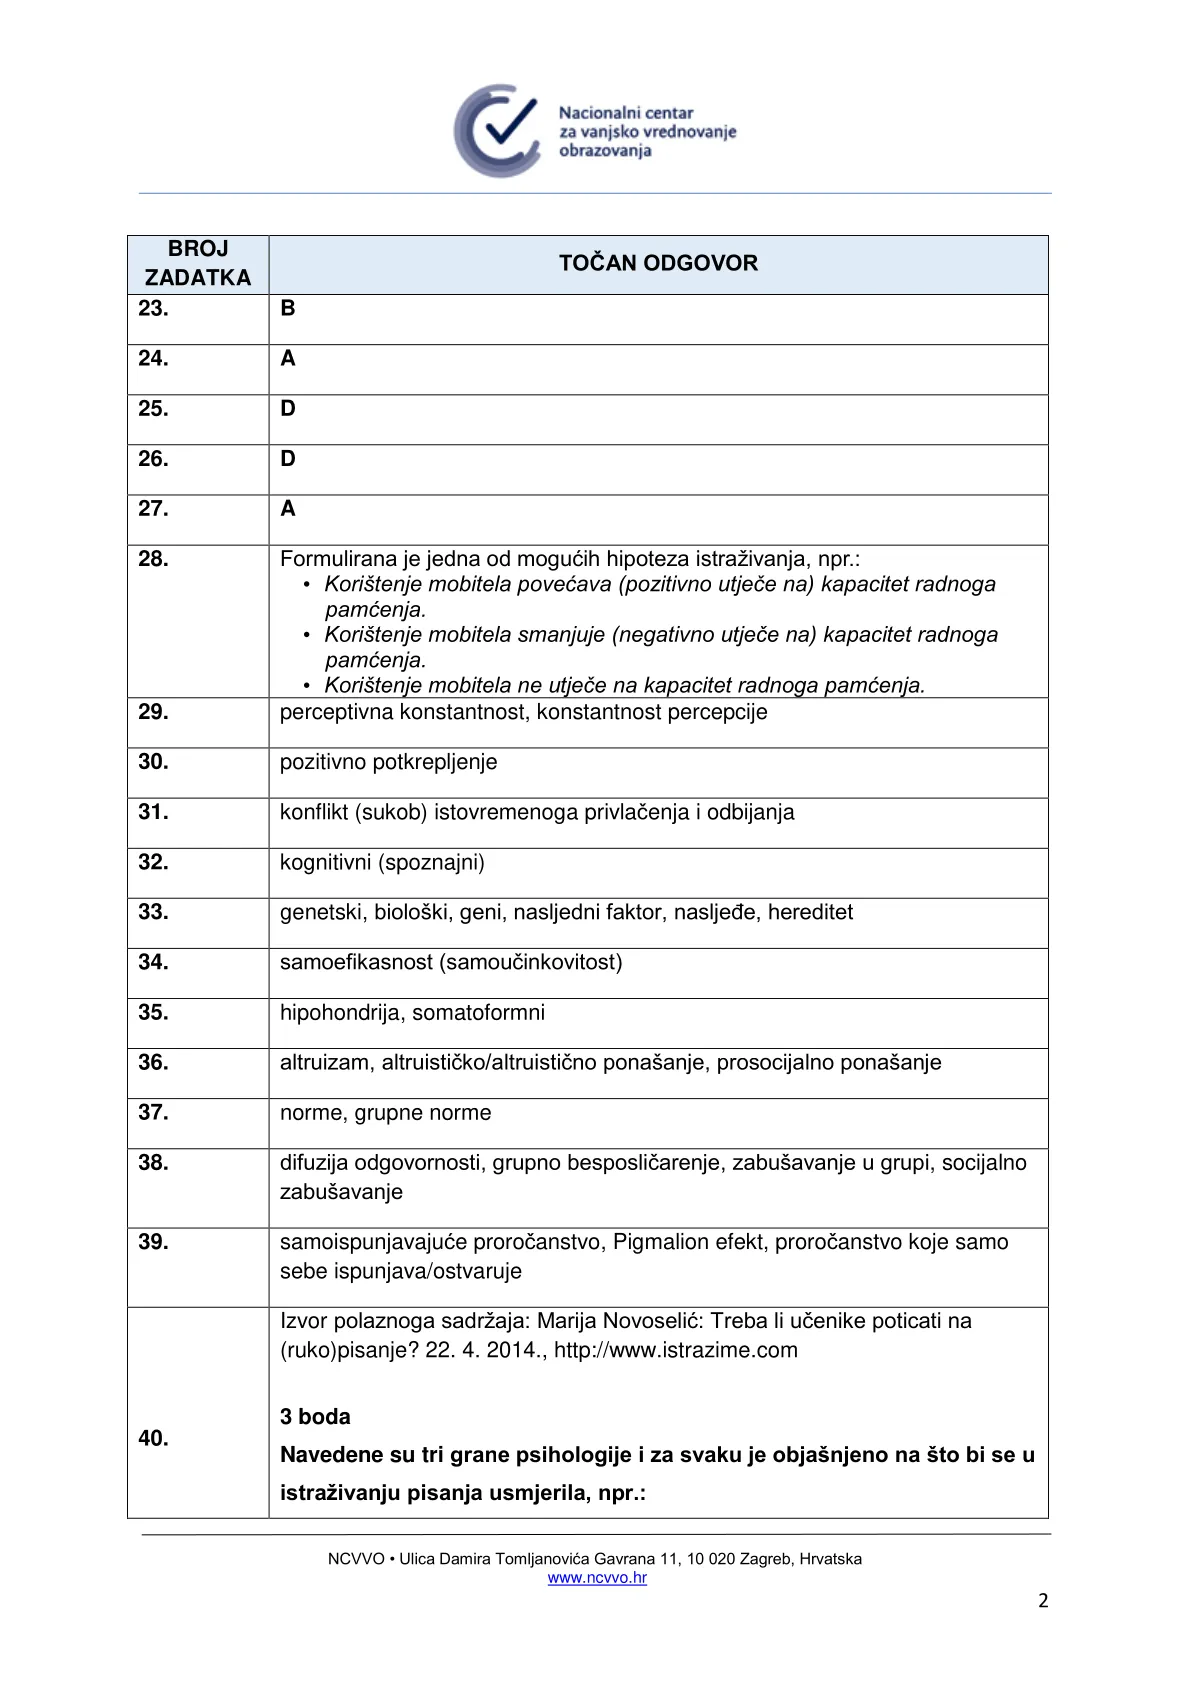 Nacionalni centar
za vanjsko vrednovanje
obrazovanja
BROJ
ZADATKA
TOČAN ODGOVOR
23.
B
24.
A
25.
D
26.
D
27.
A
28.
Formulirana je jedna od mogućih hipoteza istraživanja, npr.:
• Korištenje mobitela povećava (pozitivno utječe na) kapacitet radnoga
pamćenja.
• Korištenje mobitela smanjuje (negativno utječe na) kapacitet radnoga
pamćenja.
• Korištenje mobitela ne utječe na kapacitet radnoga pamćenja.
29.
perceptivna konstantnost, konstantnost percepcije
30.
pozitivno potkrepljenje
31.
konflikt (sukob) istovremenoga privlačenja i odbijanja
32.
kognitivni (spoznajni)
33.
genetski, biološki, geni, nasljedni faktor, nasljeđe, hereditet
34.
samoefikasnost (samoučinkovitost)
35.
hipohondrija, somatoformni
36.
altruizam, altruističko/altruistično ponašanje, prosocijalno ponašanje
37.
norme, grupne norme
38.
difuzija odgovornosti, grupno besposličarenje, zabušavanje u grupi, socijalno
zabušavanje
39.
samoispunjavajuće proročanstvo, Pigmalion efekt, proročanstvo koje samo
sebe ispunjava/ostvaruje
40.
Izvor polaznoga sadržaja: Marija Novoselić: Treba li učenike poticati na
(ruko)pisanje? 22. 4. 2014., http://www.istrazime.com
3 boda
Navedene su tri grane psihologije i za svaku je objašnjeno na što bi se u
istraživanju pisanja usmjerila, npr.:
NCVVO • Ulica Damira Tomljanovića Gavrana 11, 10 020 Zagreb, Hrvatska
www.ncvvo.hr
2